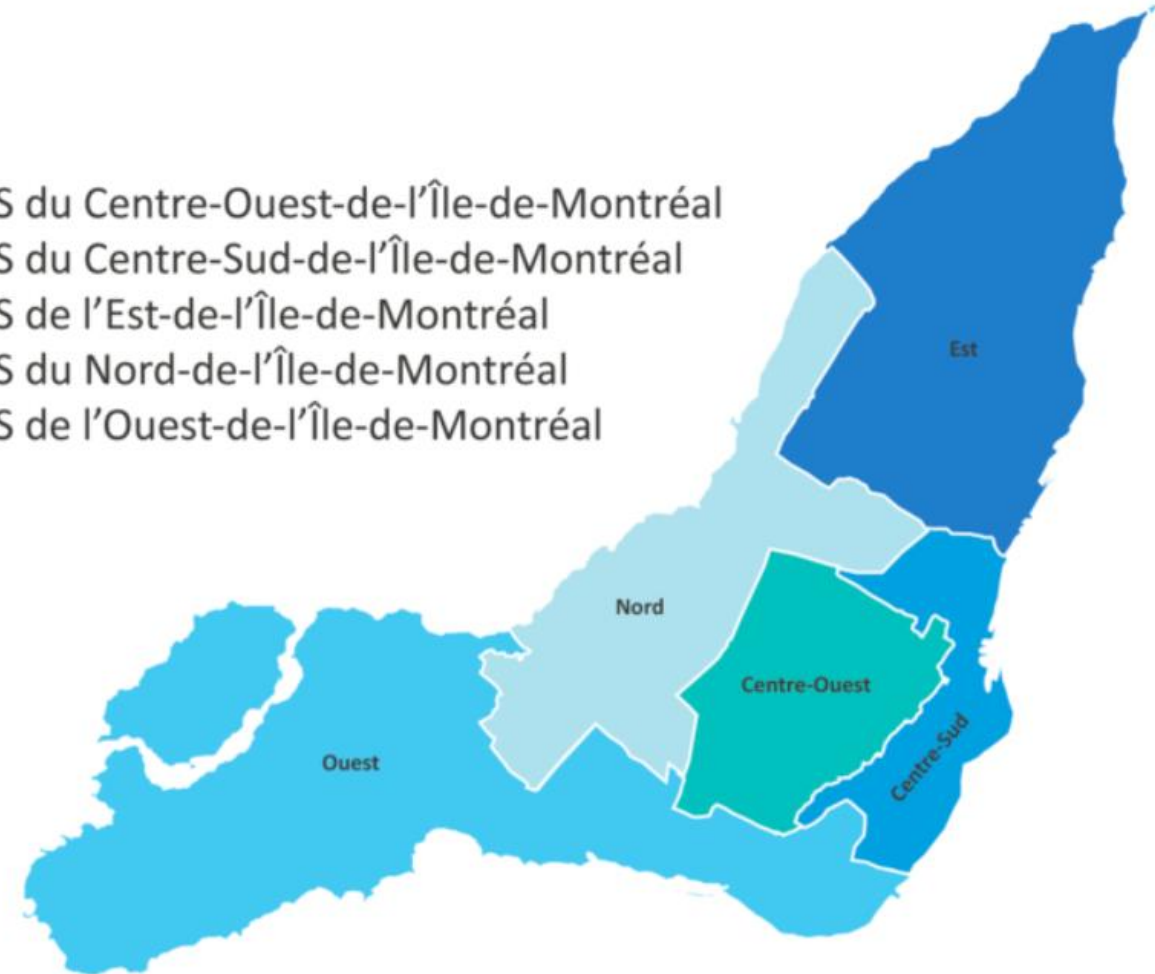 S du Centre-Ouest-de-l'Île-de-Montréal
S du Centre-Sud-de-l'Île-de-Montréal
S de l'Est-de-l'Île-de-Montréal
S du Nord-de-l'Île-de-Montréal
S de l'Ouest-de-l'Île-de-Montréal
Est
Nord
Centre-Ouest
Centre-Sud
Ouest